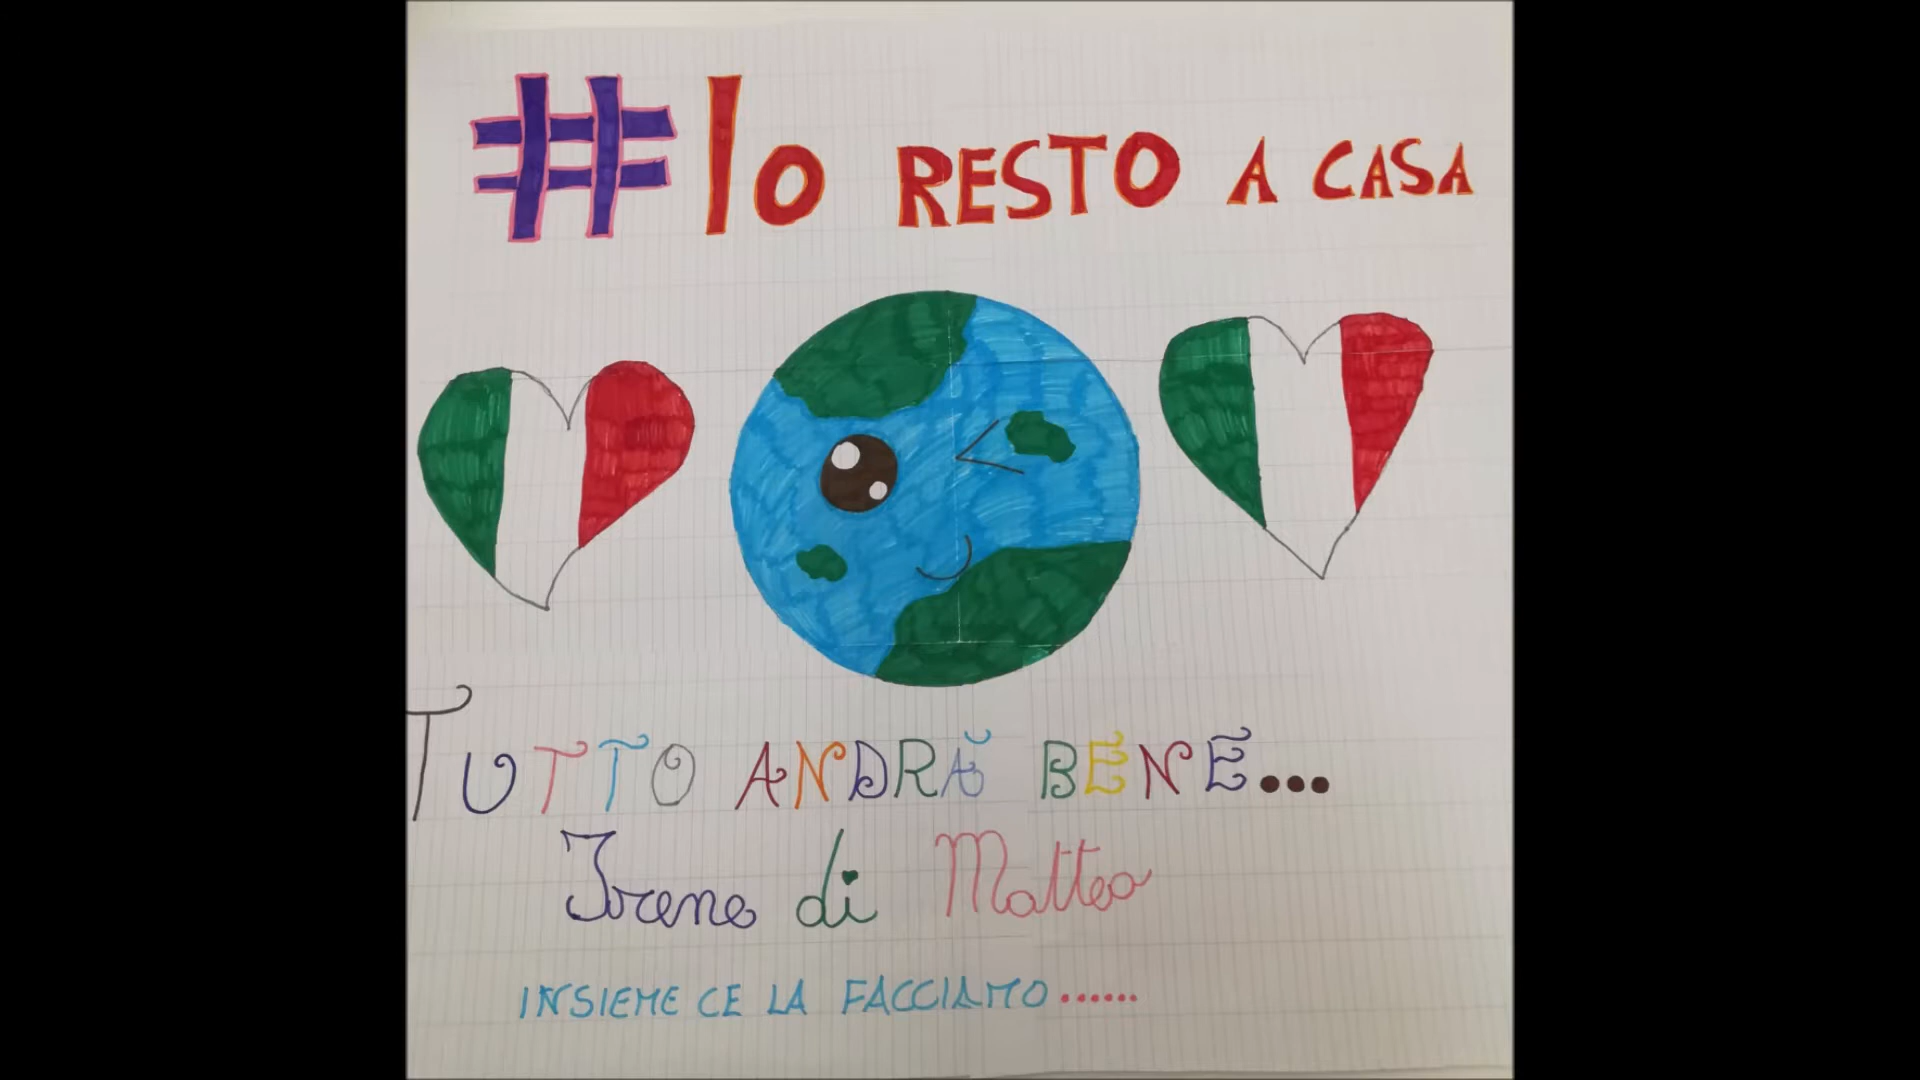 #Io RESTO A CASA
TUTTO ANDRÀ BENE...
Irene di Matteo
INSIEME CE LA FACCIAMO......